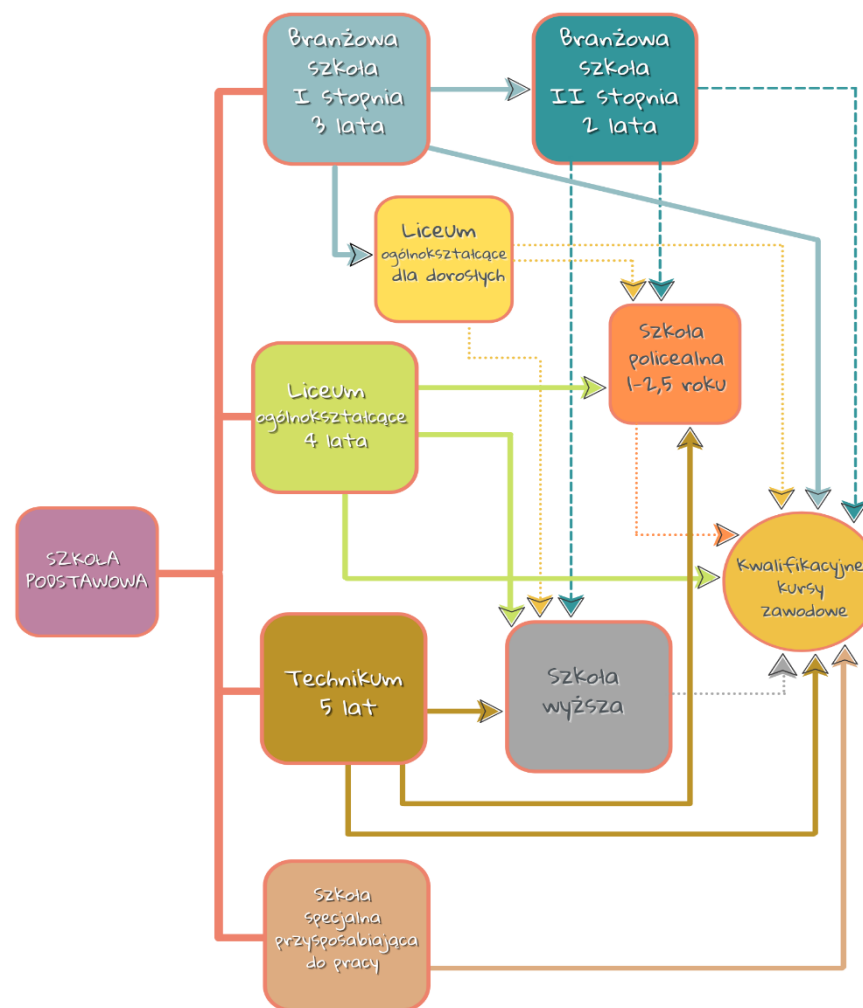 Branżowa
szkoła
I stopnia
3 lata
Branżowa
szkoła
II stopnia
2 lata
Liceum
ogólnokształcące
dla dorosłych
Szkoła
policealna
1-2,5 roku
Liceum
ogólnokształcące
4 lata
SZKOŁA
PODSTAWOWA
Kwalifikacyjne
kursy
zawodowe
Technikum
5 lat
Szkoła
wyższa
Szkoła
specjalna
przysposabiająca
do pracy